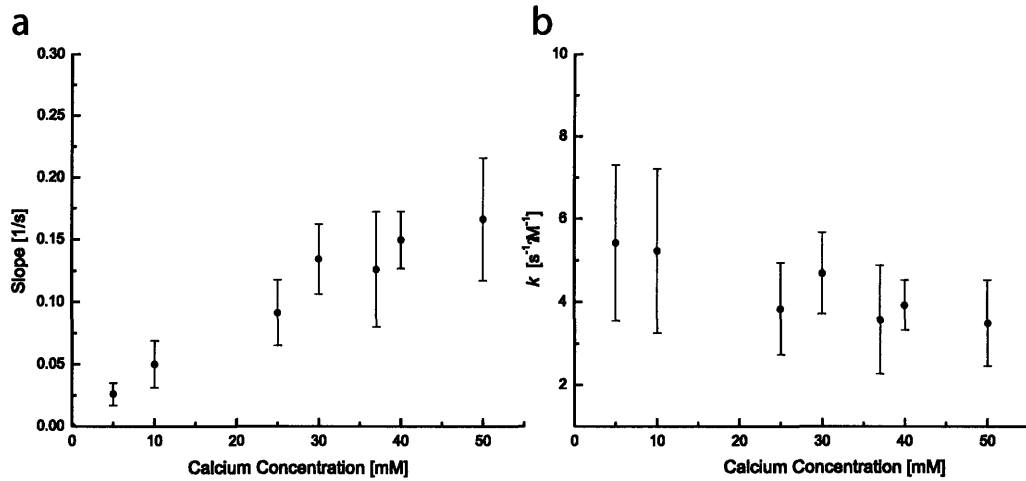 a
0.30
0.25
0.20
0.15
0.10
0.05
0.00
Slope [1/s]
0 10 20 30 40 50
Calcium Concentration [mM]
b
10
8
6
4
2
k [s⁻¹M⁻¹]
0 10 20 30 40 50
Calcium Concentration [mM]